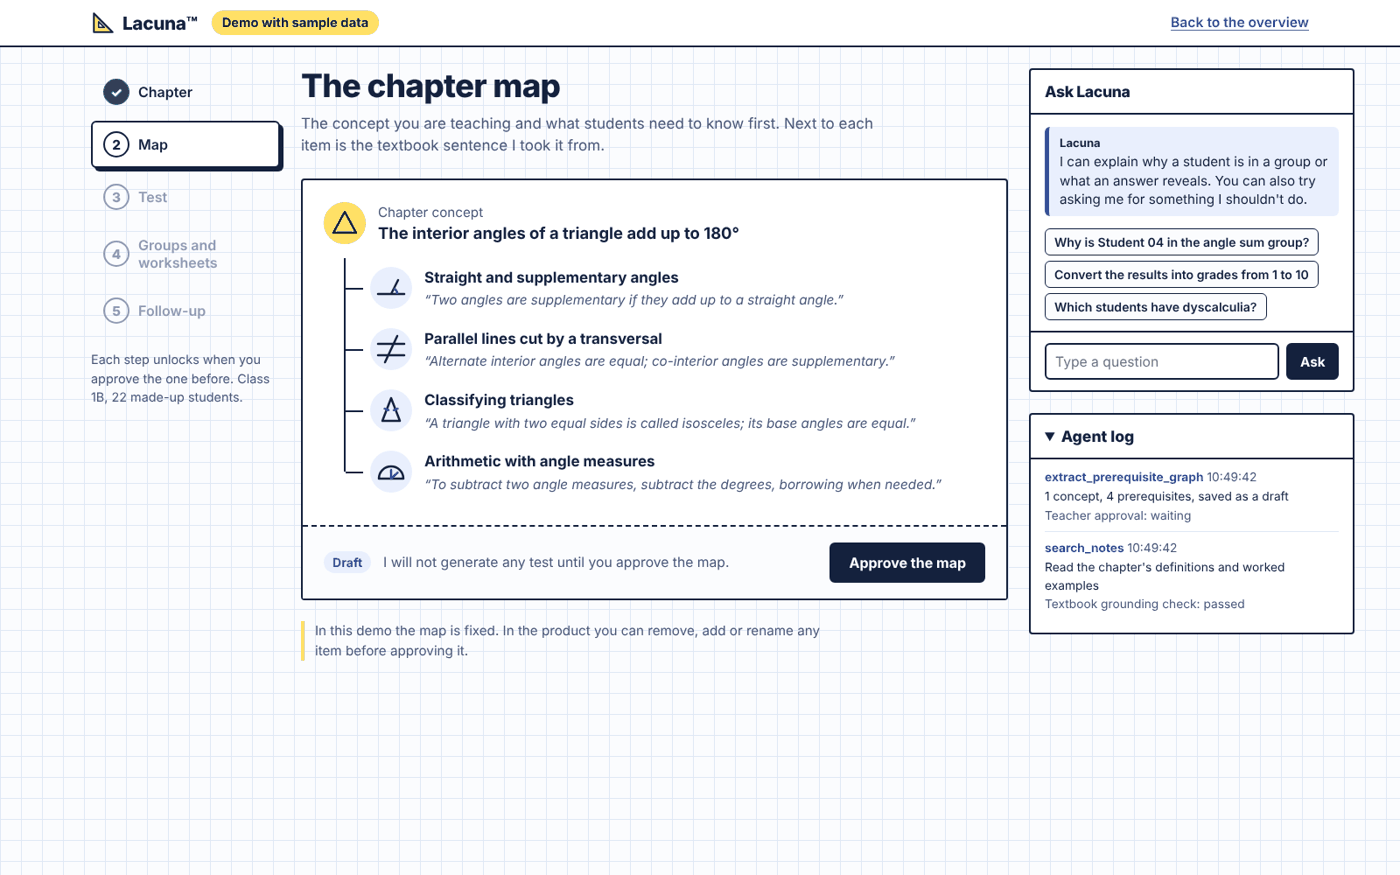 Lacuna™
Demo with sample data
Back to the overview
Chapter
2 Map
3 Test
4 Groups and
worksheets
5 Follow-up
Each step unlocks when you
approve the one before. Class
1B, 22 made-up students.
The chapter map
The concept you are teaching and what students need to know first. Next to each
item is the textbook sentence I took it from.
Chapter concept
The interior angles of a triangle add up to 180°
Straight and supplementary angles
“Two angles are supplementary if they add up to a straight angle.”
Parallel lines cut by a transversal
“Alternate interior angles are equal; co-interior angles are supplementary.”
Classifying triangles
“A triangle with two equal sides is called isosceles; its base angles are equal.”
Arithmetic with angle measures
“To subtract two angle measures, subtract the degrees, borrowing when needed.”
Draft
I will not generate any test until you approve the map.
Approve the map
In this demo the map is fixed. In the product you can remove, add or rename any
item before approving it.
Ask Lacuna
Lacuna
I can explain why a student is in a group or
what an answer reveals. You can also try
asking me for something I shouldn't do.
Why is Student 04 in the angle sum group?
Convert the results into grades from 1 to 10
Which students have dyscalculia?
Type a question
Ask
▼ Agent log
extract_prerequisite_graph 10:49:42
1 concept, 4 prerequisites, saved as a draft
Teacher approval: waiting
search_notes 10:49:42
Read the chapter's definitions and worked
examples
Textbook grounding check: passed